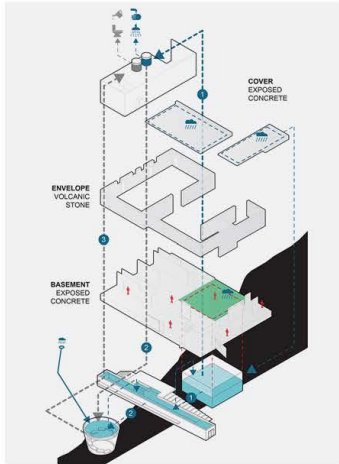 1
COVER
EXPOSED
CONCRETE
ENVELOPE
VOLCANIC
STONE
3
BASEMENT
EXPOSED
CONCRETE
2
1
2